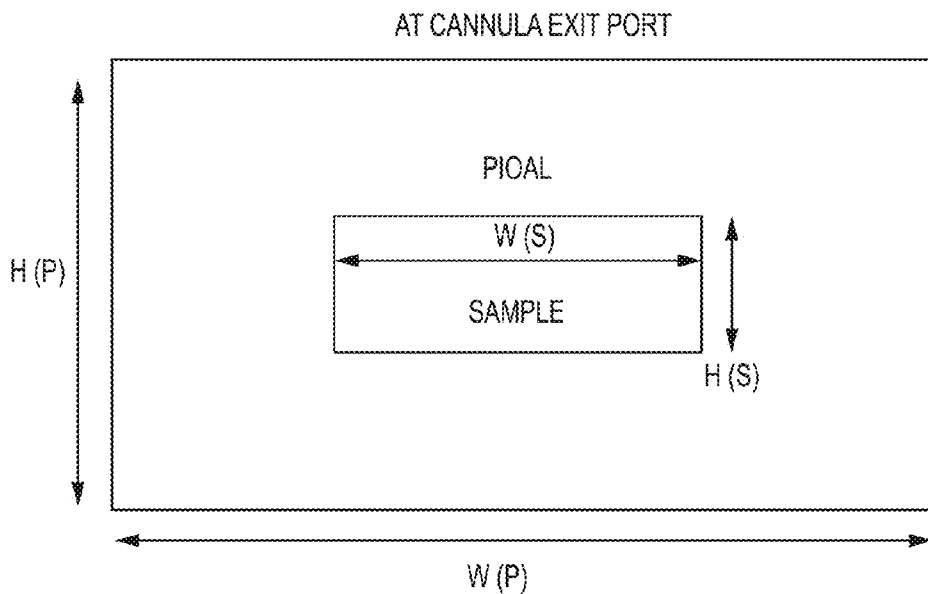 AT CANNULA EXIT PORT
PIOAL
W (S)
H (P)
SAMPLE
H (S)
W (P)